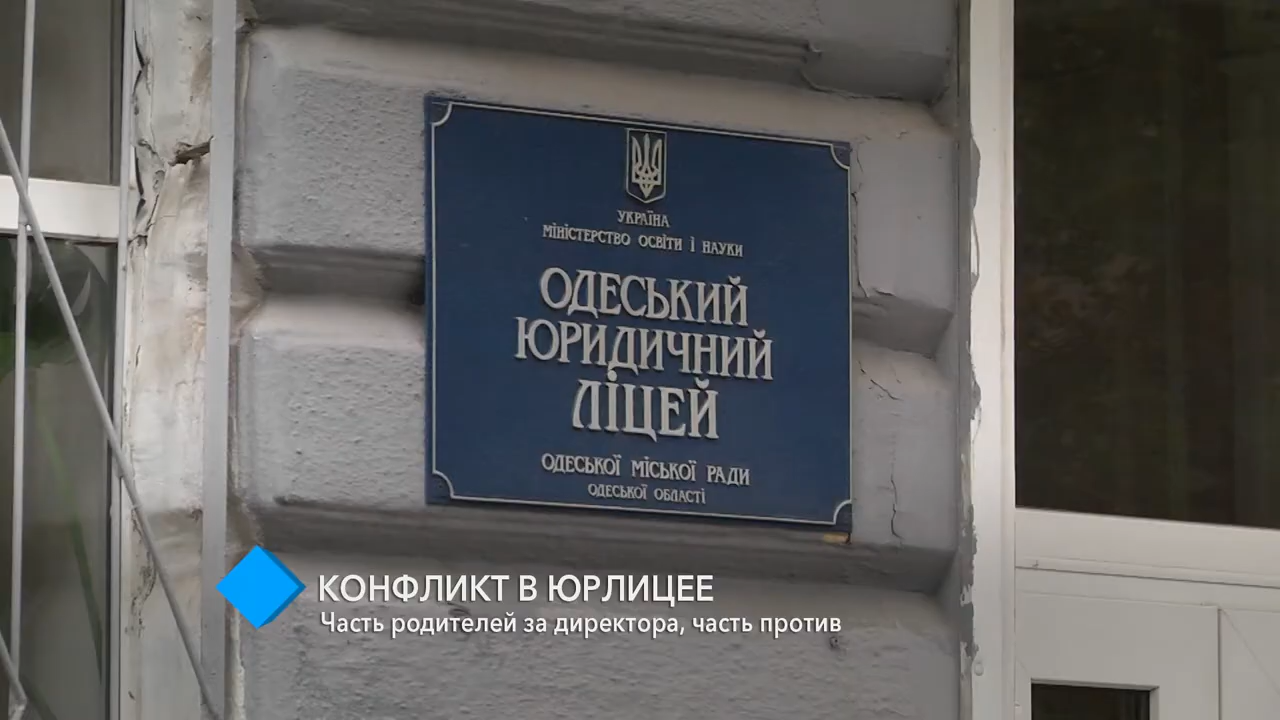 УКРАЇНА
МІНІСТЕРСТВО ОСВІТИ І НАУКИ
ОДЕСЬКИЙ
ЮРИДИЧНИЙ
ЛІЦЕЙ
ОДЕСЬКОЇ МІСЬКОЇ РАДИ
ОДЕСЬКОЇ ОБЛАСТІ
КОНФЛИКТ В ЮРЛИЦЕЕ
Часть родителей за директора, часть против